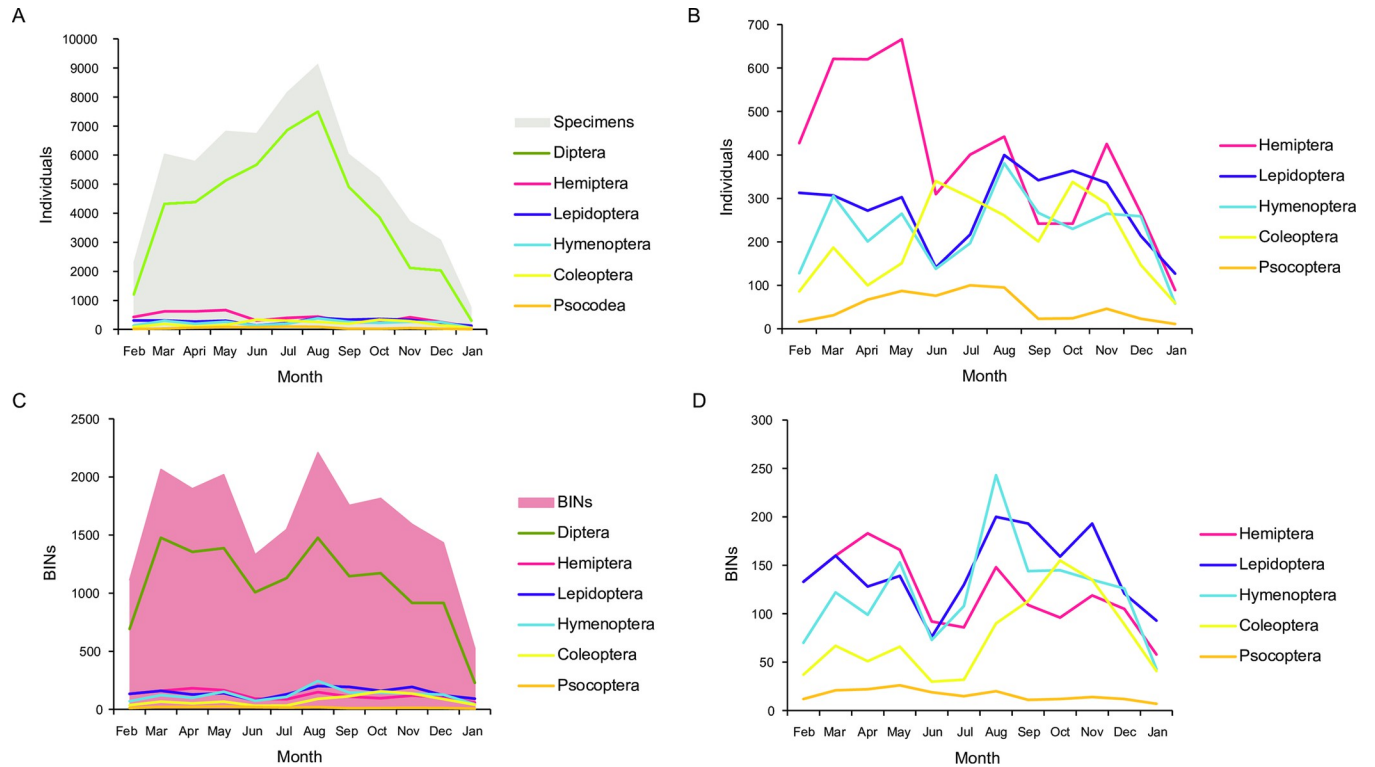 A
10000
9000
8000
7000
6000
5000
4000
3000
2000
1000
0
Individuals
Feb Mar Apri May Jun Jul Aug Sep Oct Nov Dec Jan
Month
Specimens
Diptera
Hemiptera
Lepidoptera
Hymenoptera
Coleoptera
Psocodea
B
700
600
500
400
300
200
100
0
Individuals
Feb Mar Apr May Jun Jul Aug Sep Oct Nov Dec Jan
Month
Hemiptera
Lepidoptera
Hymenoptera
Coleoptera
Psocoptera
C
2500
2000
1500
1000
500
0
BINs
Feb Mar Apr May Jun Jul Aug Sep Oct Nov Dec Jan
Month
BINs
Diptera
Hemiptera
Lepidoptera
Hymenoptera
Coleoptera
Psocoptera
D
300
250
200
150
100
50
0
BINs
Feb Mar Apr May Jun Jul Aug Sep Oct Nov Dec Jan
Month
Hemiptera
Lepidoptera
Hymenoptera
Coleoptera
Psocoptera